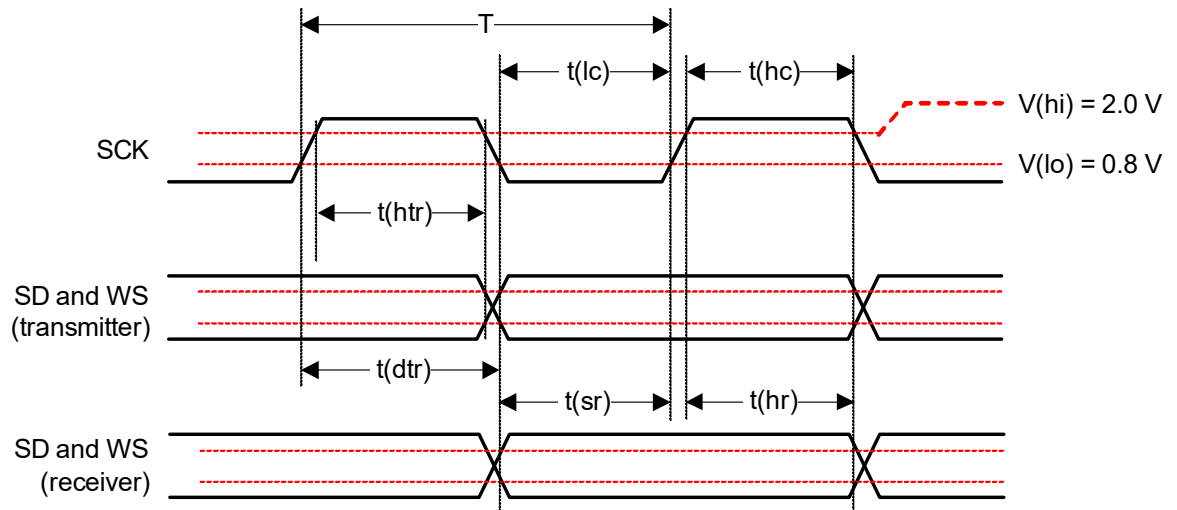 T
t(lc)
t(hc)
V(hi) = 2.0 V
SCK
V(lo) = 0.8 V
t(htr)
SD and WS
(transmitter)
t(dtr)
t(sr)
t(hr)
SD and WS
(receiver)